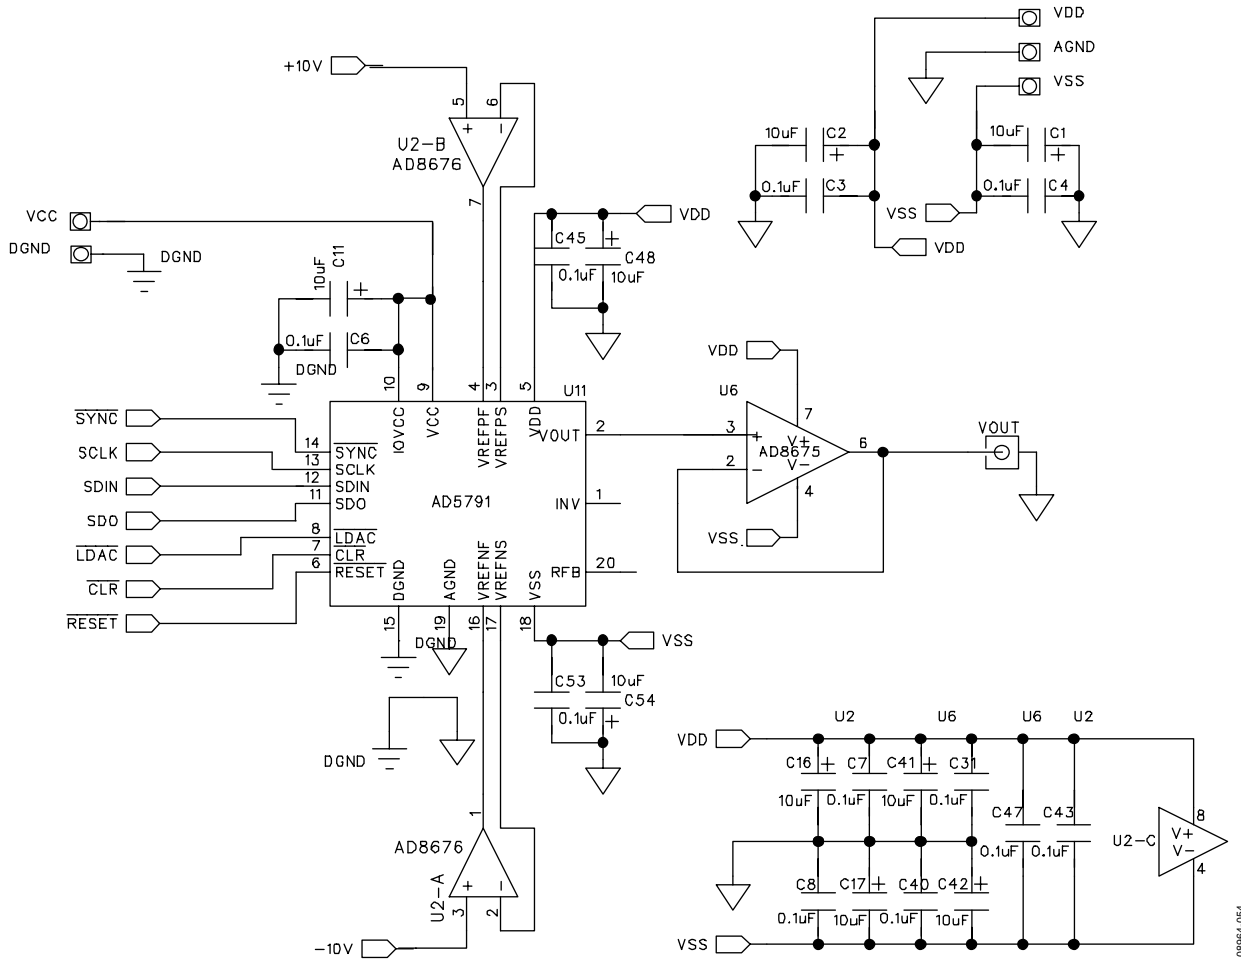 VDD
AGND
VSS
+10V
5
6
+
−
U2-B
AD8676
7
10uF
C2
+
0.1uF
C3
10uF
C1
+
0.1uF
C4
VSS
VDD
VCC
DGND
DGND
10uF
C11
+
0.1uF
C6
DGND
VDD
C45
+
C48
0.1uF
10uF
10
9
4
3
5
U11
IOVCC
VCC
VREFPF
VREFPS
VDD
SYNC
SCLK
SDIN
SDO
LDAC
CLR
RESET
14
13
12
11
8
7
6
SYNC
SCLK
SDIN
SDO
LDAC
CLR
RESET
AD5791
VOUT
2
INV
1
RFB
20
DGND
AGND
VREFNF
VREFNS
VSS
15
19
16
17
18
DGND
VDD
U6
7
3
+
V+
AD8675
2
−
V−
4
6
VSS
VOUT
VSS
C53
10uF
0.1uF
C54
+
DGND
1
AD8676
U2-A
+
−
3
2
-10V
U2
U6
U6
U2
VDD
C16
+
C7
C41
+
C31
10uF
0.1uF
10uF
0.1uF
C47
C43
0.1uF
0.1uF
U2-C
8
V+
V−
4
C8
C17
+
C40
C42
+
0.1uF
10uF
0.1uF
10uF
VSS
08964-054